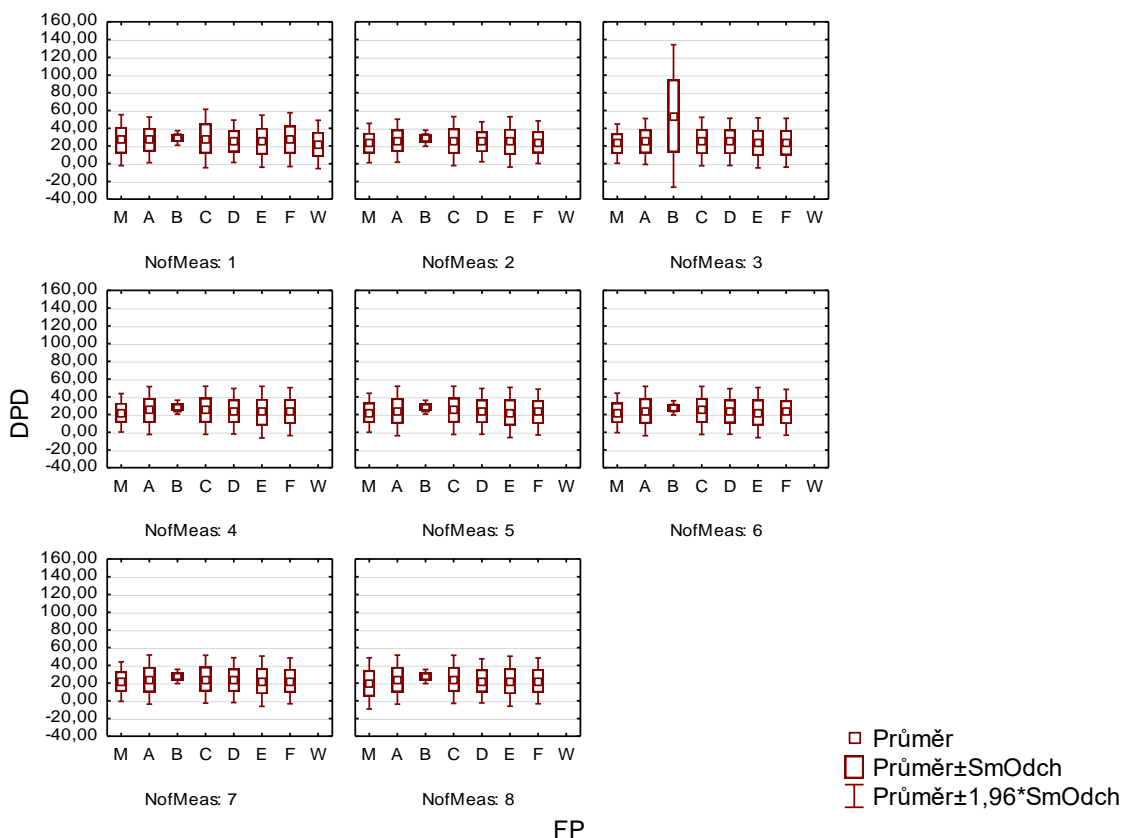 160,00
140,00
120,00
100,00
80,00
60,00
40,00
20,00
0,00
-20,00
-40,00
M A B C D E F W
M A B C D E F W
M A B C D E F W
NofMeas: 1
NofMeas: 2
NofMeas: 3
DPD
160,00
140,00
120,00
100,00
80,00
60,00
40,00
20,00
0,00
-20,00
-40,00
M A B C D E F W
M A B C D E F W
M A B C D E F W
NofMeas: 4
NofMeas: 5
NofMeas: 6
160,00
140,00
120,00
100,00
80,00
60,00
40,00
20,00
0,00
-20,00
-40,00
M A B C D E F W
M A B C D E F W
NofMeas: 7
NofMeas: 8
FP
Průměr
Průměr±SmOdch
Průměr±1,96*SmOdch